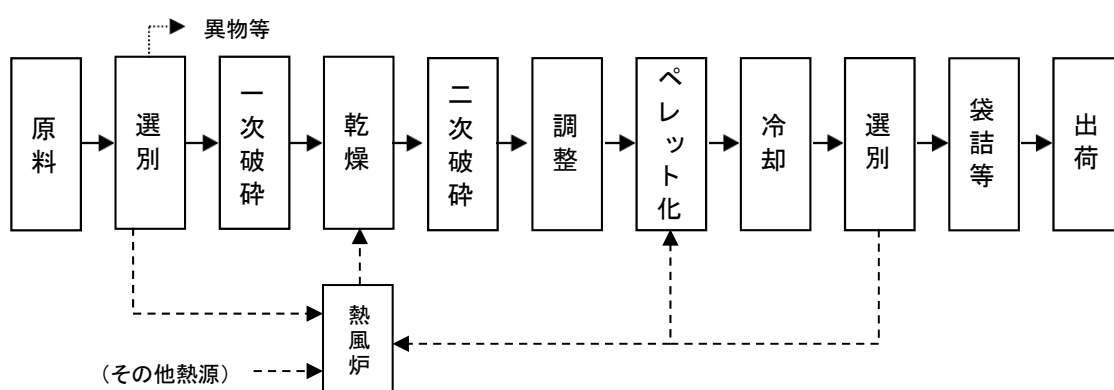 異物等
原料
選別
一次破砕
乾燥
二次破砕
調整
ペレット化
冷却
選別
袋詰等
出荷
熱風炉
（その他熱源）